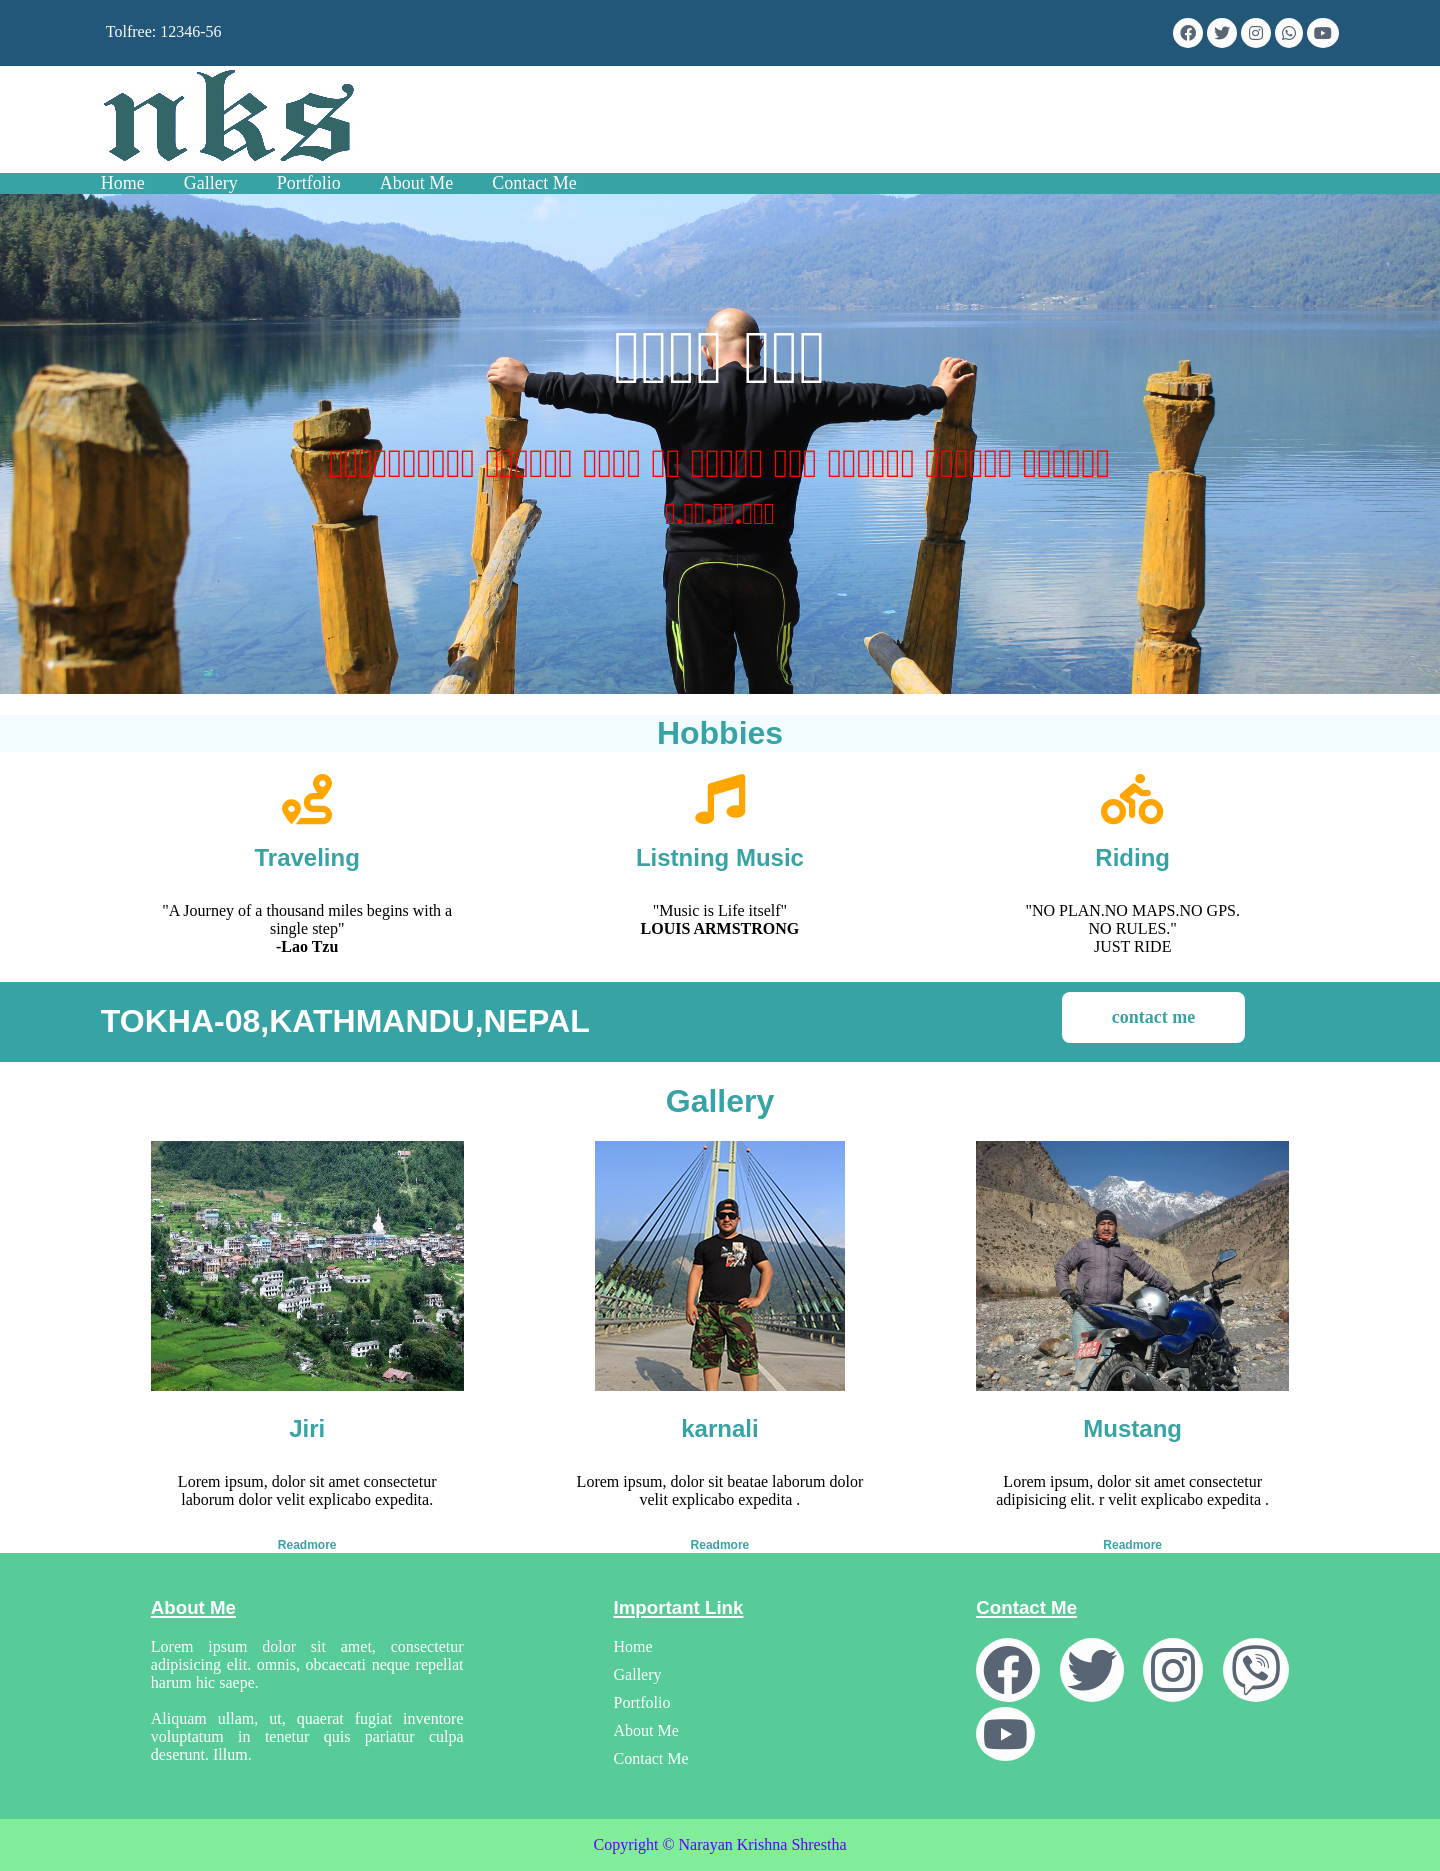 Tolfree: 12346-56
nks
Home Gallery Portfolio About Me Contact Me
Hobbies
Traveling
"A Journey of a thousand miles begins with a
single step"
-Lao Tzu
Listning Music
"Music is Life itself"
LOUIS ARMSTRONG
Riding
"NO PLAN.NO MAPS.NO GPS.
NO RULES."
JUST RIDE
TOKHA-08,KATHMANDU,NEPAL
contact me
Gallery
Jiri
Lorem ipsum, dolor sit amet consectetur
laborum dolor velit explicabo expedita.
Readmore
karnali
Lorem ipsum, dolor sit beatae laborum dolor
velit explicabo expedita .
Readmore
Mustang
Lorem ipsum, dolor sit amet consectetur
adipisicing elit. r velit explicabo expedita .
Readmore
About Me
Lorem ipsum dolor sit amet, consectetur
adipisicing elit. omnis, obcaecati neque repellat
harum hic saepe.
Aliquam ullam, ut, quaerat fugiat inventore
voluptatum in tenetur quis pariatur culpa
deserunt. Illum.
Important Link
Home
Gallery
Portfolio
About Me
Contact Me
Contact Me
Copyright © Narayan Krishna Shrestha